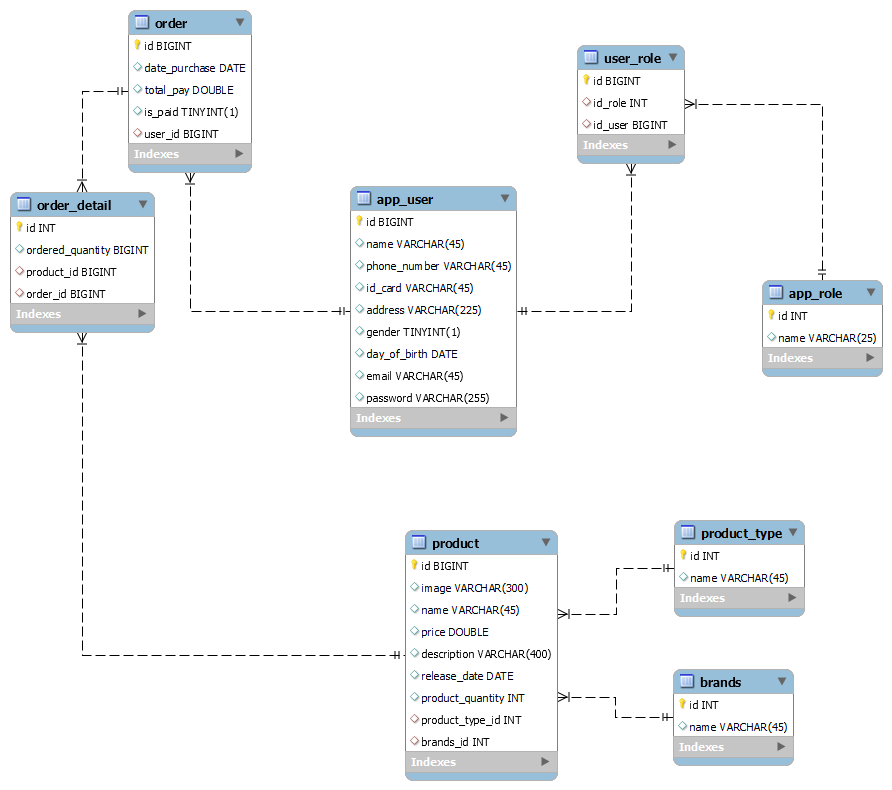 order
id BIGINT
date_purchase DATE
total_pay DOUBLE
is_paid TINYINT(1)
user_id BIGINT
Indexes
user_role
id BIGINT
id_role INT
id_user BIGINT
Indexes
order_detail
id INT
ordered_quantity BIGINT
product_id BIGINT
order_id BIGINT
Indexes
app_user
id BIGINT
name VARCHAR(45)
phone_number VARCHAR(45)
id_card VARCHAR(45)
address VARCHAR(225)
gender TINYINT(1)
day_of_birth DATE
email VARCHAR(45)
password VARCHAR(255)
Indexes
app_role
id INT
name VARCHAR(25)
Indexes
product
id BIGINT
image VARCHAR(300)
name VARCHAR(45)
price DOUBLE
description VARCHAR(400)
release_date DATE
product_quantity INT
product_type_id INT
brands_id INT
Indexes
product_type
id INT
name VARCHAR(45)
Indexes
brands
id INT
name VARCHAR(45)
Indexes